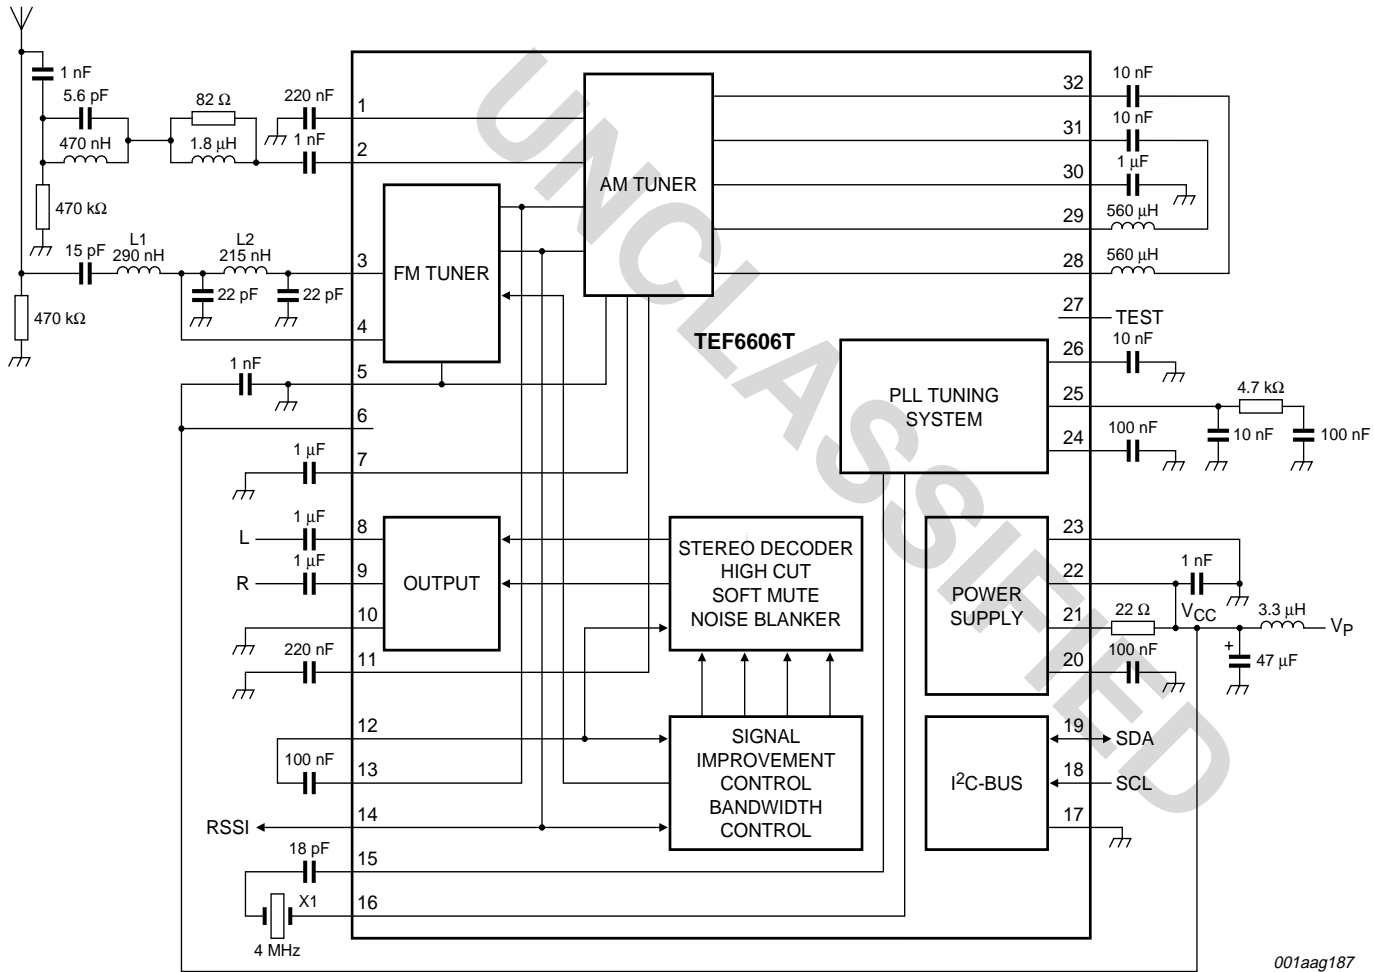 1 nF
5.6 pF
470 nH
82 Ω
1.8 μH
220 nF
1 nF
470 kΩ
15 pF
L1
290 nH
L2
215 nH
22 pF
22 pF
470 kΩ
1 nF
1 μF
L
1 μF
R
1 μF
220 nF
100 nF
RSSI
18 pF
X1
4 MHz
1
2
3
4
5
6
7
8
9
10
11
12
13
14
15
16
AM TUNER
FM TUNER
TEF6606T
PLL TUNING
SYSTEM
OUTPUT
STEREO DECODER
HIGH CUT
SOFT MUTE
NOISE BLANKER
SIGNAL
IMPROVEMENT
CONTROL
BANDWIDTH
CONTROL
POWER
SUPPLY
I2C-BUS
32
31
30
29
28
27
26
25
24
23
22
21
20
19
18
17
10 nF
10 nF
1 μF
560 μH
560 μH
TEST
10 nF
4.7 kΩ
10 nF
100 nF
100 nF
1 nF
22 Ω
VCC
3.3 μH
VP
+
47 μF
100 nF
SDA
SCL
UNCLASSIFIED
001aag187